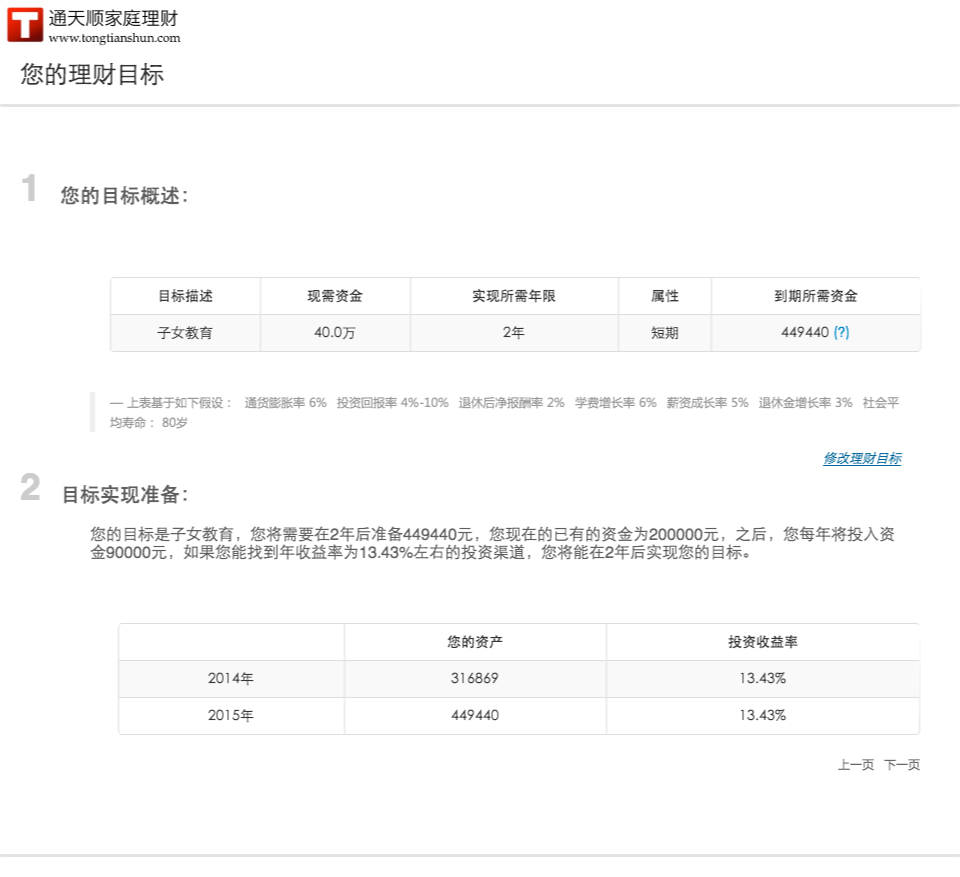 通天顺家庭理财
www.tongtianshun.com
您的理财目标
1 您的目标概述：
目标描述 现需资金 实现所需年限 属性 到期所需资金
子女教育 40.0万 2年 短期 449440 (?)
— 上表基于如下假设： 通货膨胀率 6% 投资回报率 4%-10% 退休后净报酬率 2% 学费增长率 6% 薪资成长率 5% 退休金增长率 3% 社会平
均寿命： 80岁
修改理财目标
2 目标实现准备：
您的目标是子女教育，您将需要在2年后准备449440元，您现在的已有的资金为200000元，之后，您每年将投入资
金90000元，如果您能找到年收益率为13.43%左右的投资渠道，您将能在2年后实现您的目标。
您的资产 投资收益率
2014年 316869 13.43%
2015年 449440 13.43%
上一页 下一页